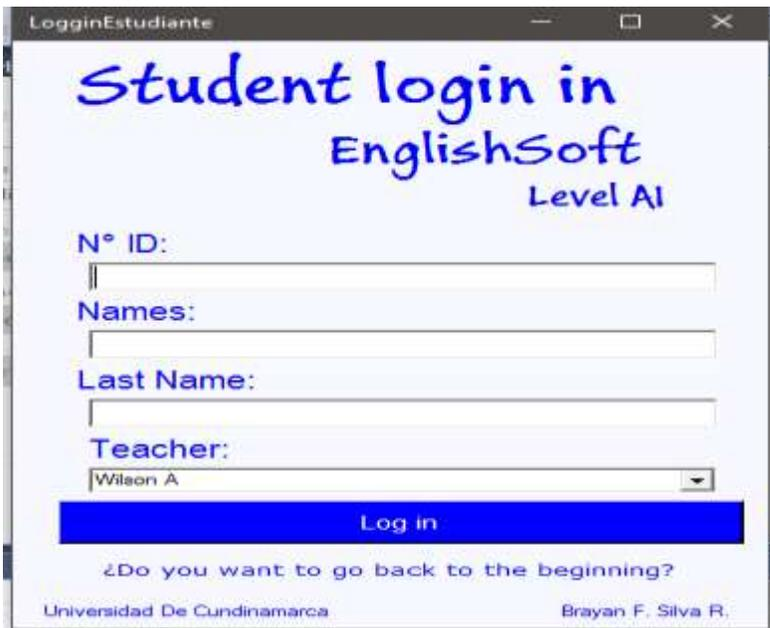 LogginEstudiante
Student login in
EnglishSoft
Level A1
N° ID:
Names:
Last Name:
Teacher:
Wilson A
Log in
¿Do you want to go back to the beginning?
Universidad De Cundinamarca
Brayan F. Silva R.